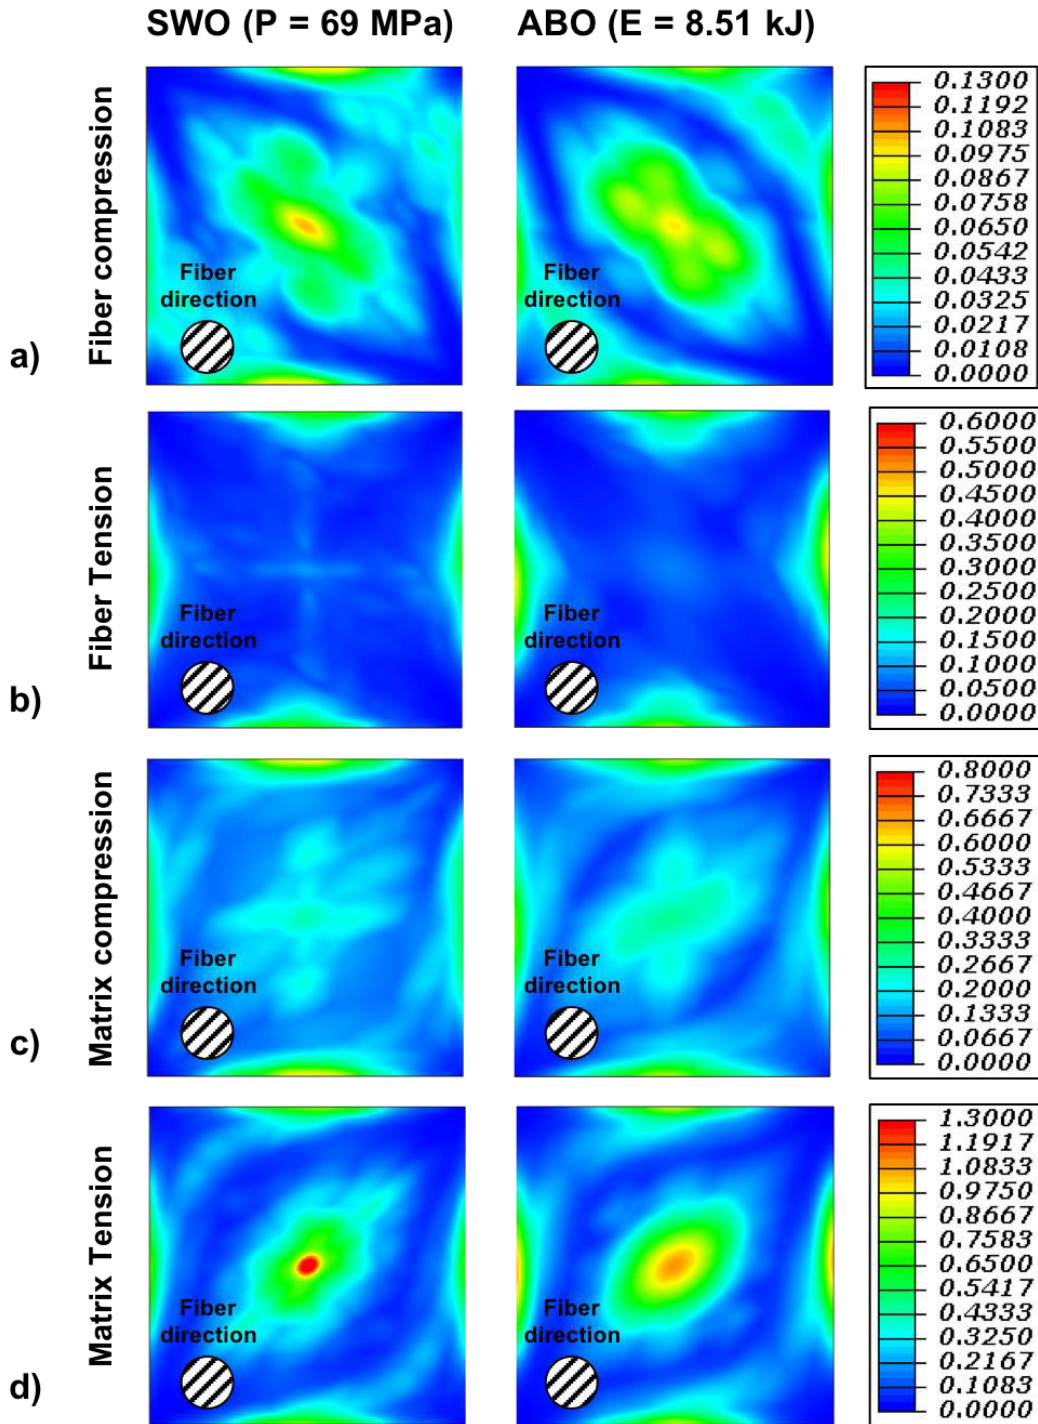 SWO (P = 69 MPa) ABO (E = 8.51 kJ)
a)
Fiber compression
Fiber
direction
Fiber
direction
0.1300
0.1192
0.1083
0.0975
0.0867
0.0758
0.0650
0.0542
0.0433
0.0325
0.0217
0.0108
0.0000
b)
Fiber Tension
Fiber
direction
Fiber
direction
0.6000
0.5500
0.5000
0.4500
0.4000
0.3500
0.3000
0.2500
0.2000
0.1500
0.1000
0.0500
0.0000
c)
Matrix compression
Fiber
direction
Fiber
direction
0.8000
0.7333
0.6667
0.6000
0.5333
0.4667
0.4000
0.3333
0.2667
0.2000
0.1333
0.0667
0.0000
d)
Matrix Tension
Fiber
direction
Fiber
direction
1.3000
1.1917
1.0833
0.9750
0.8667
0.7583
0.6500
0.5417
0.4333
0.3250
0.2167
0.1083
0.0000